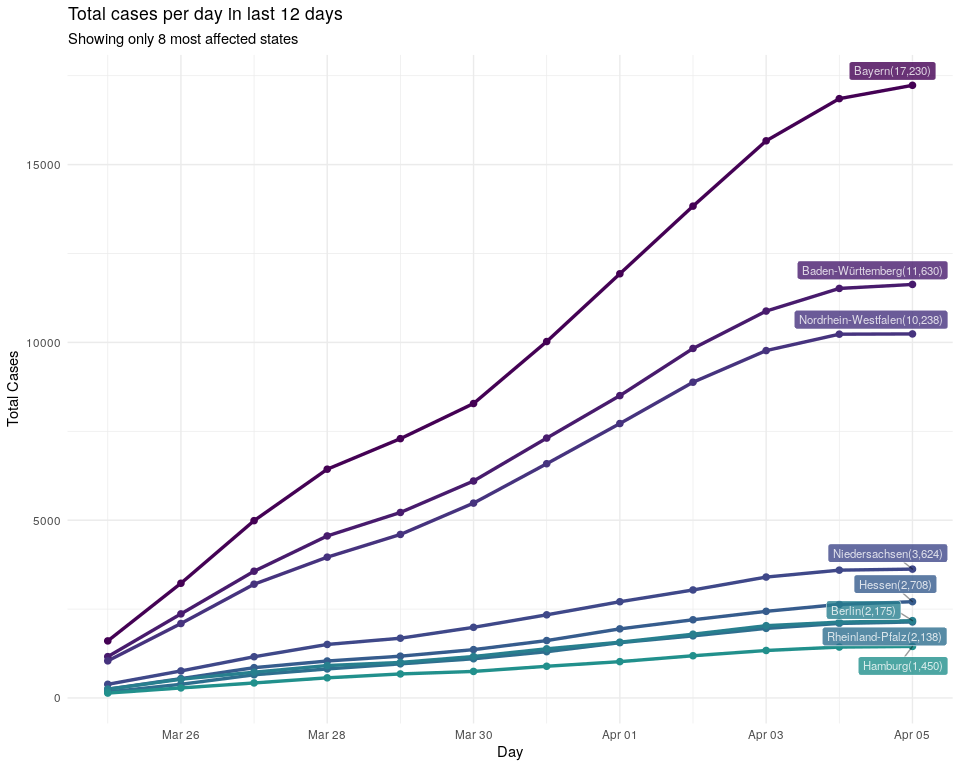 Total cases per day in last 12 days
Showing only 8 most affected states
Bayern(17,230)
15000
Baden-Württemberg(11,630)
Nordrhein-Westfalen(10,238)
10000
Total Cases
5000
Niedersachsen(3,624)
Hessen(2,708)
Berlin(2,175)
Rheinland-Pfalz(2,138)
Hamburg(1,450)
0
Mar 26 Mar 28 Mar 30 Apr 01 Apr 03 Apr 05
Day